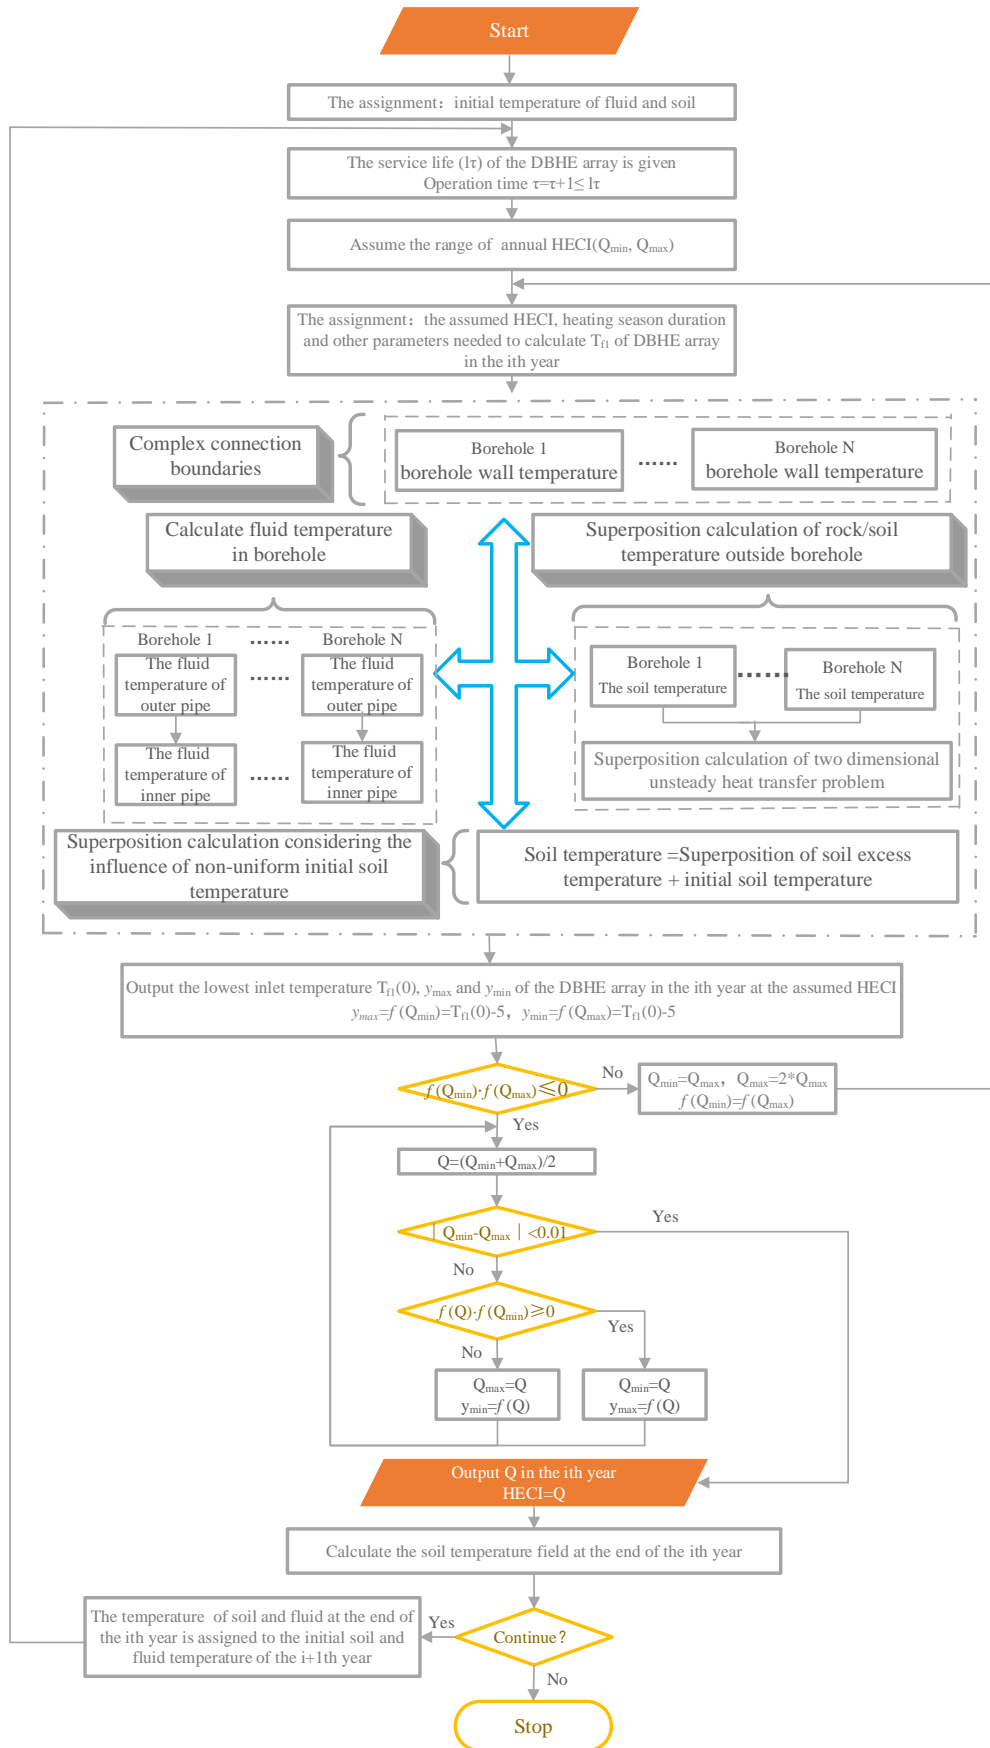 Start
The assignment：initial temperature of fluid and soil
The service life (lτ) of the DBHE array is given
Operation time τ=τ+1≤ lτ
Assume the range of annual HECI(Qmin, Qmax)
The assignment：the assumed HECI, heating season duration
and other parameters needed to calculate Tf1 of DBHE array
in the ith year
Complex connection
boundaries
Borehole 1
borehole wall temperature
......
Borehole N
borehole wall temperature
Calculate fluid temperature
in borehole
Superposition calculation of rock/soil
temperature outside borehole
Borehole 1
......
Borehole N
The fluid
temperature of
outer pipe
......
The fluid
temperature of
outer pipe
The fluid
temperature of
inner pipe
......
The fluid
temperature of
inner pipe
Borehole 1
The soil temperature
......
Borehole N
The soil temperature
Superposition calculation of two dimensional
unsteady heat transfer problem
Superposition calculation considering the
influence of non-uniform initial soil
temperature
Soil temperature =Superposition of soil excess
temperature + initial soil temperature
Output the lowest inlet temperature Tf1(0), ymax and ymin of the DBHE array in the ith year at the assumed HECI
ymax=f (Qmin)=Tf1(0)-5，ymin=f (Qmax)=Tf1(0)-5
f (Qmin)·f (Qmax)≤0
No
Qmin=Qmax，Qmax=2*Qmax
f (Qmin)=f (Qmax)
Yes
Q=(Qmin+Qmax)/2
｜Qmin-Qmax｜<0.01
Yes
No
f (Q)·f (Qmin)≥0
Yes
No
Qmax=Q
ymin=f (Q)
Qmin=Q
ymax=f (Q)
Output Q in the ith year
HECI=Q
Calculate the soil temperature field at the end of the ith year
The temperature of soil and fluid at the end of
the ith year is assigned to the initial soil and
fluid temperature of the i+1th year
Yes
Continue？
No
Stop